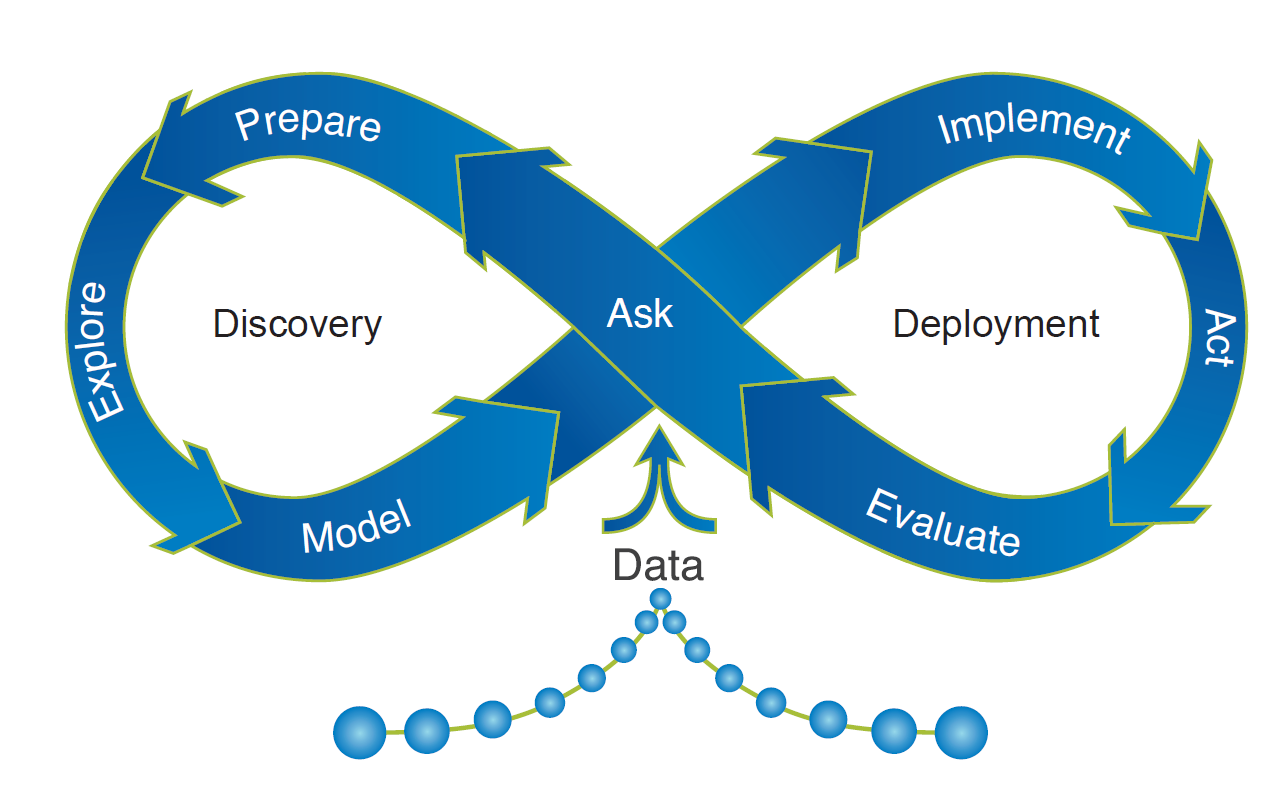 Prepare
Implement
Explore
Discovery
Ask
Deployment
Act
Model
Evaluate
Data